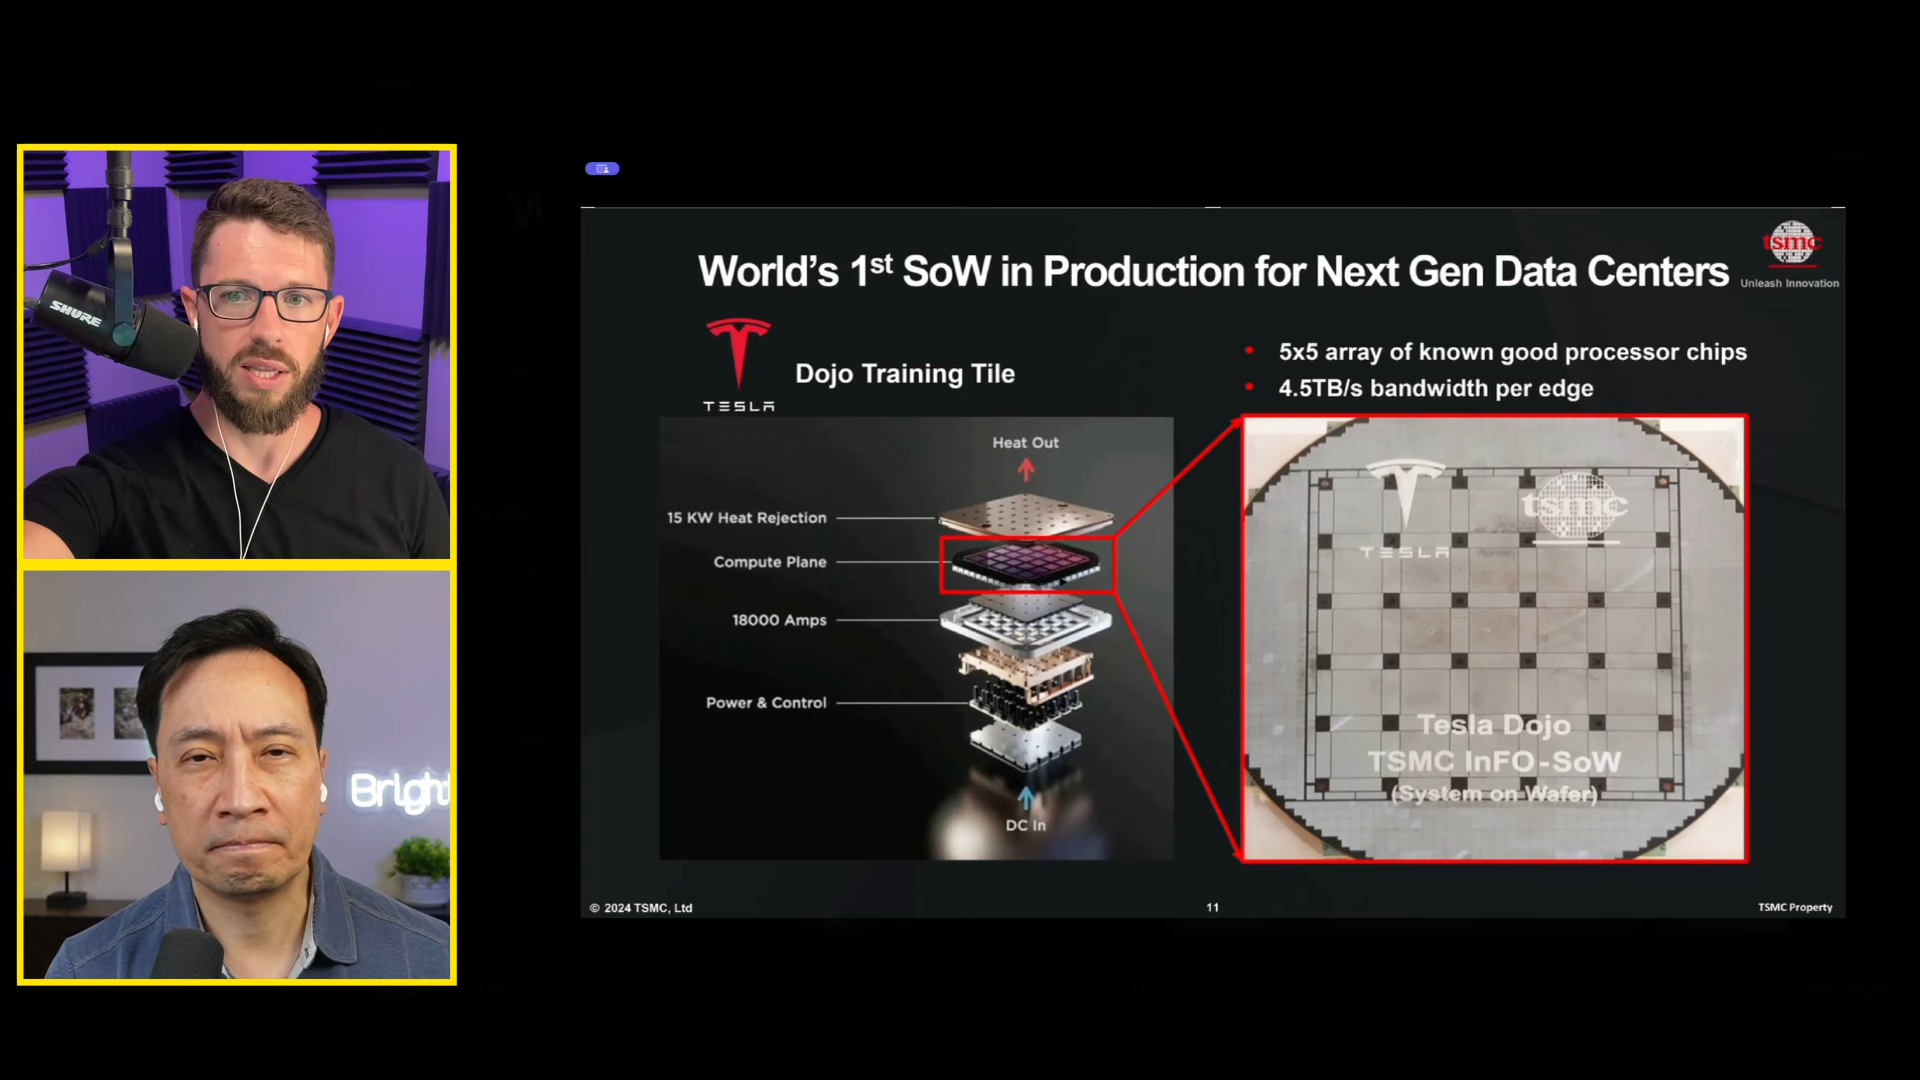 SHURE
Bright
World's 1st SoW in Production for Next Gen Data Centers
tsmc
Unleash Innovation
TESLA
Dojo Training Tile
• 5x5 array of known good processor chips
• 4.5TB/s bandwidth per edge
Heat Out
15 KW Heat Rejection
Compute Plane
18000 Amps
Power & Control
DC In
TESLA
tsmc
Tesla Dojo
TSMC InFO-SoW
(System on Wafer)
© 2024 TSMC, Ltd
11
TSMC Property